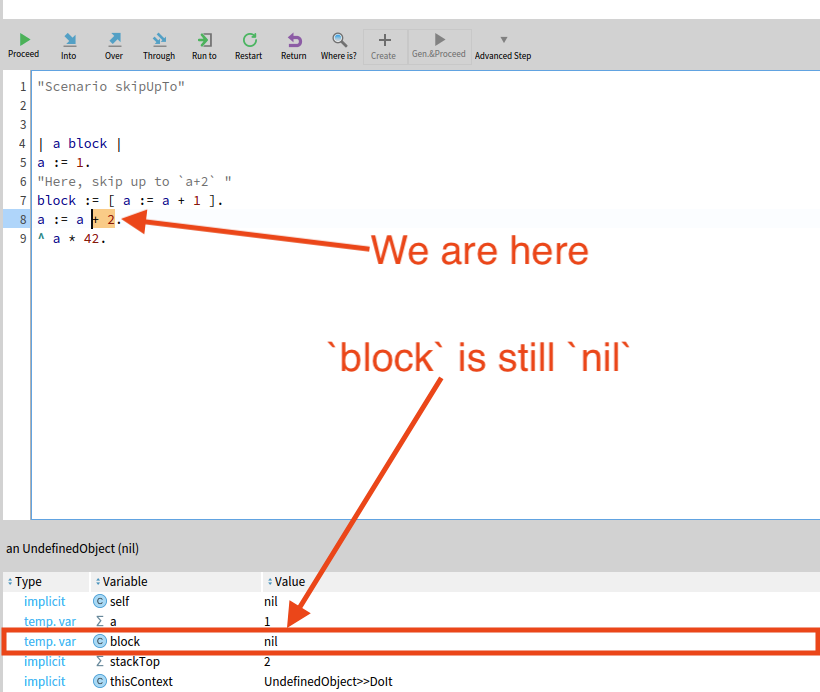 Proceed Into Over Through Run to Restart Return Where is? Create Gen.&Proceed Advanced Step
1 "Scenario skipUpTo"
2
3
4 | a block |
5 a := 1.
6 "Here, skip up to `a+2` "
7 block := [ a := a + 1 ].
8 a := a + 2.
9 ^ a * 42.
We are here
`block` is still `nil`
an UndefinedObject (nil)
Type Variable Value
implicit C self nil
temp. var Σ a 1
temp. var C block nil
implicit Σ stackTop 2
implicit C thisContext UndefinedObject>>DoIt